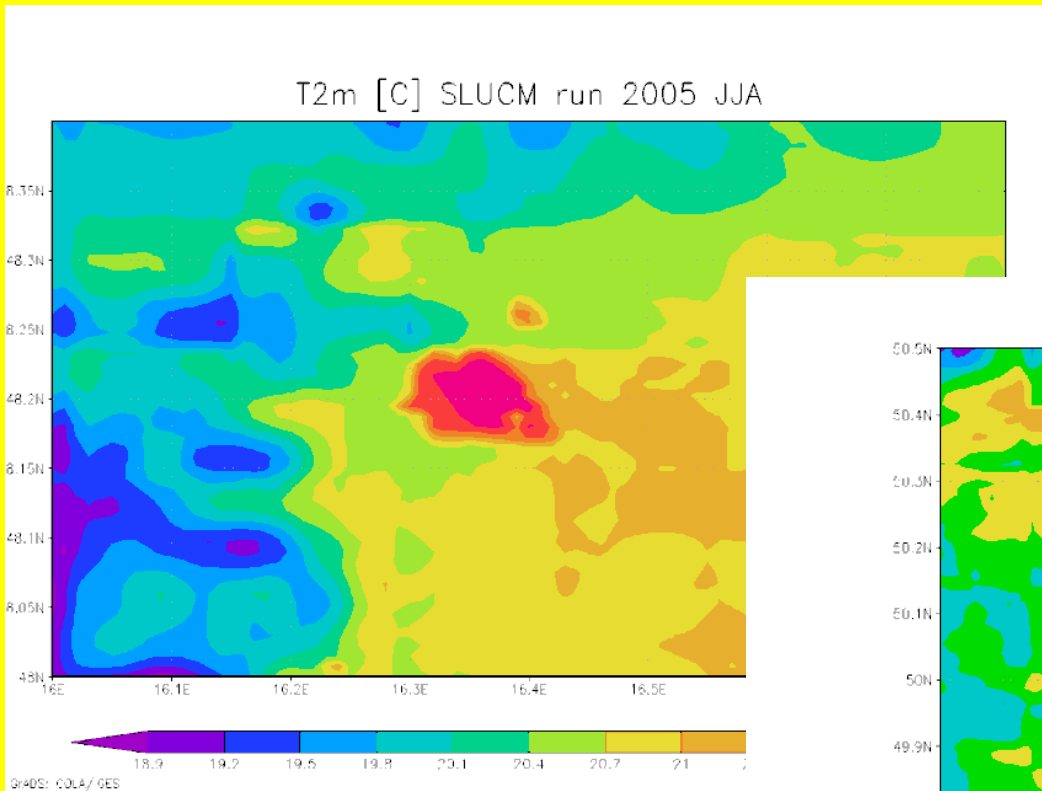 T2m [C] SLUCM run 2005 JJA
8.35N
48.3N
8.25N
48.2N
8.15N
48.1N
8.05N
48N
16E 16.1E 16.2E 16.3E 16.4E 16.5E
18.9 19.2 19.5 19.8 20.1 20.4 20.7 21
GrADS: COLA/IGES
50.5N
50.4N
50.3N
50.2N
50.1N
50N
49.9N